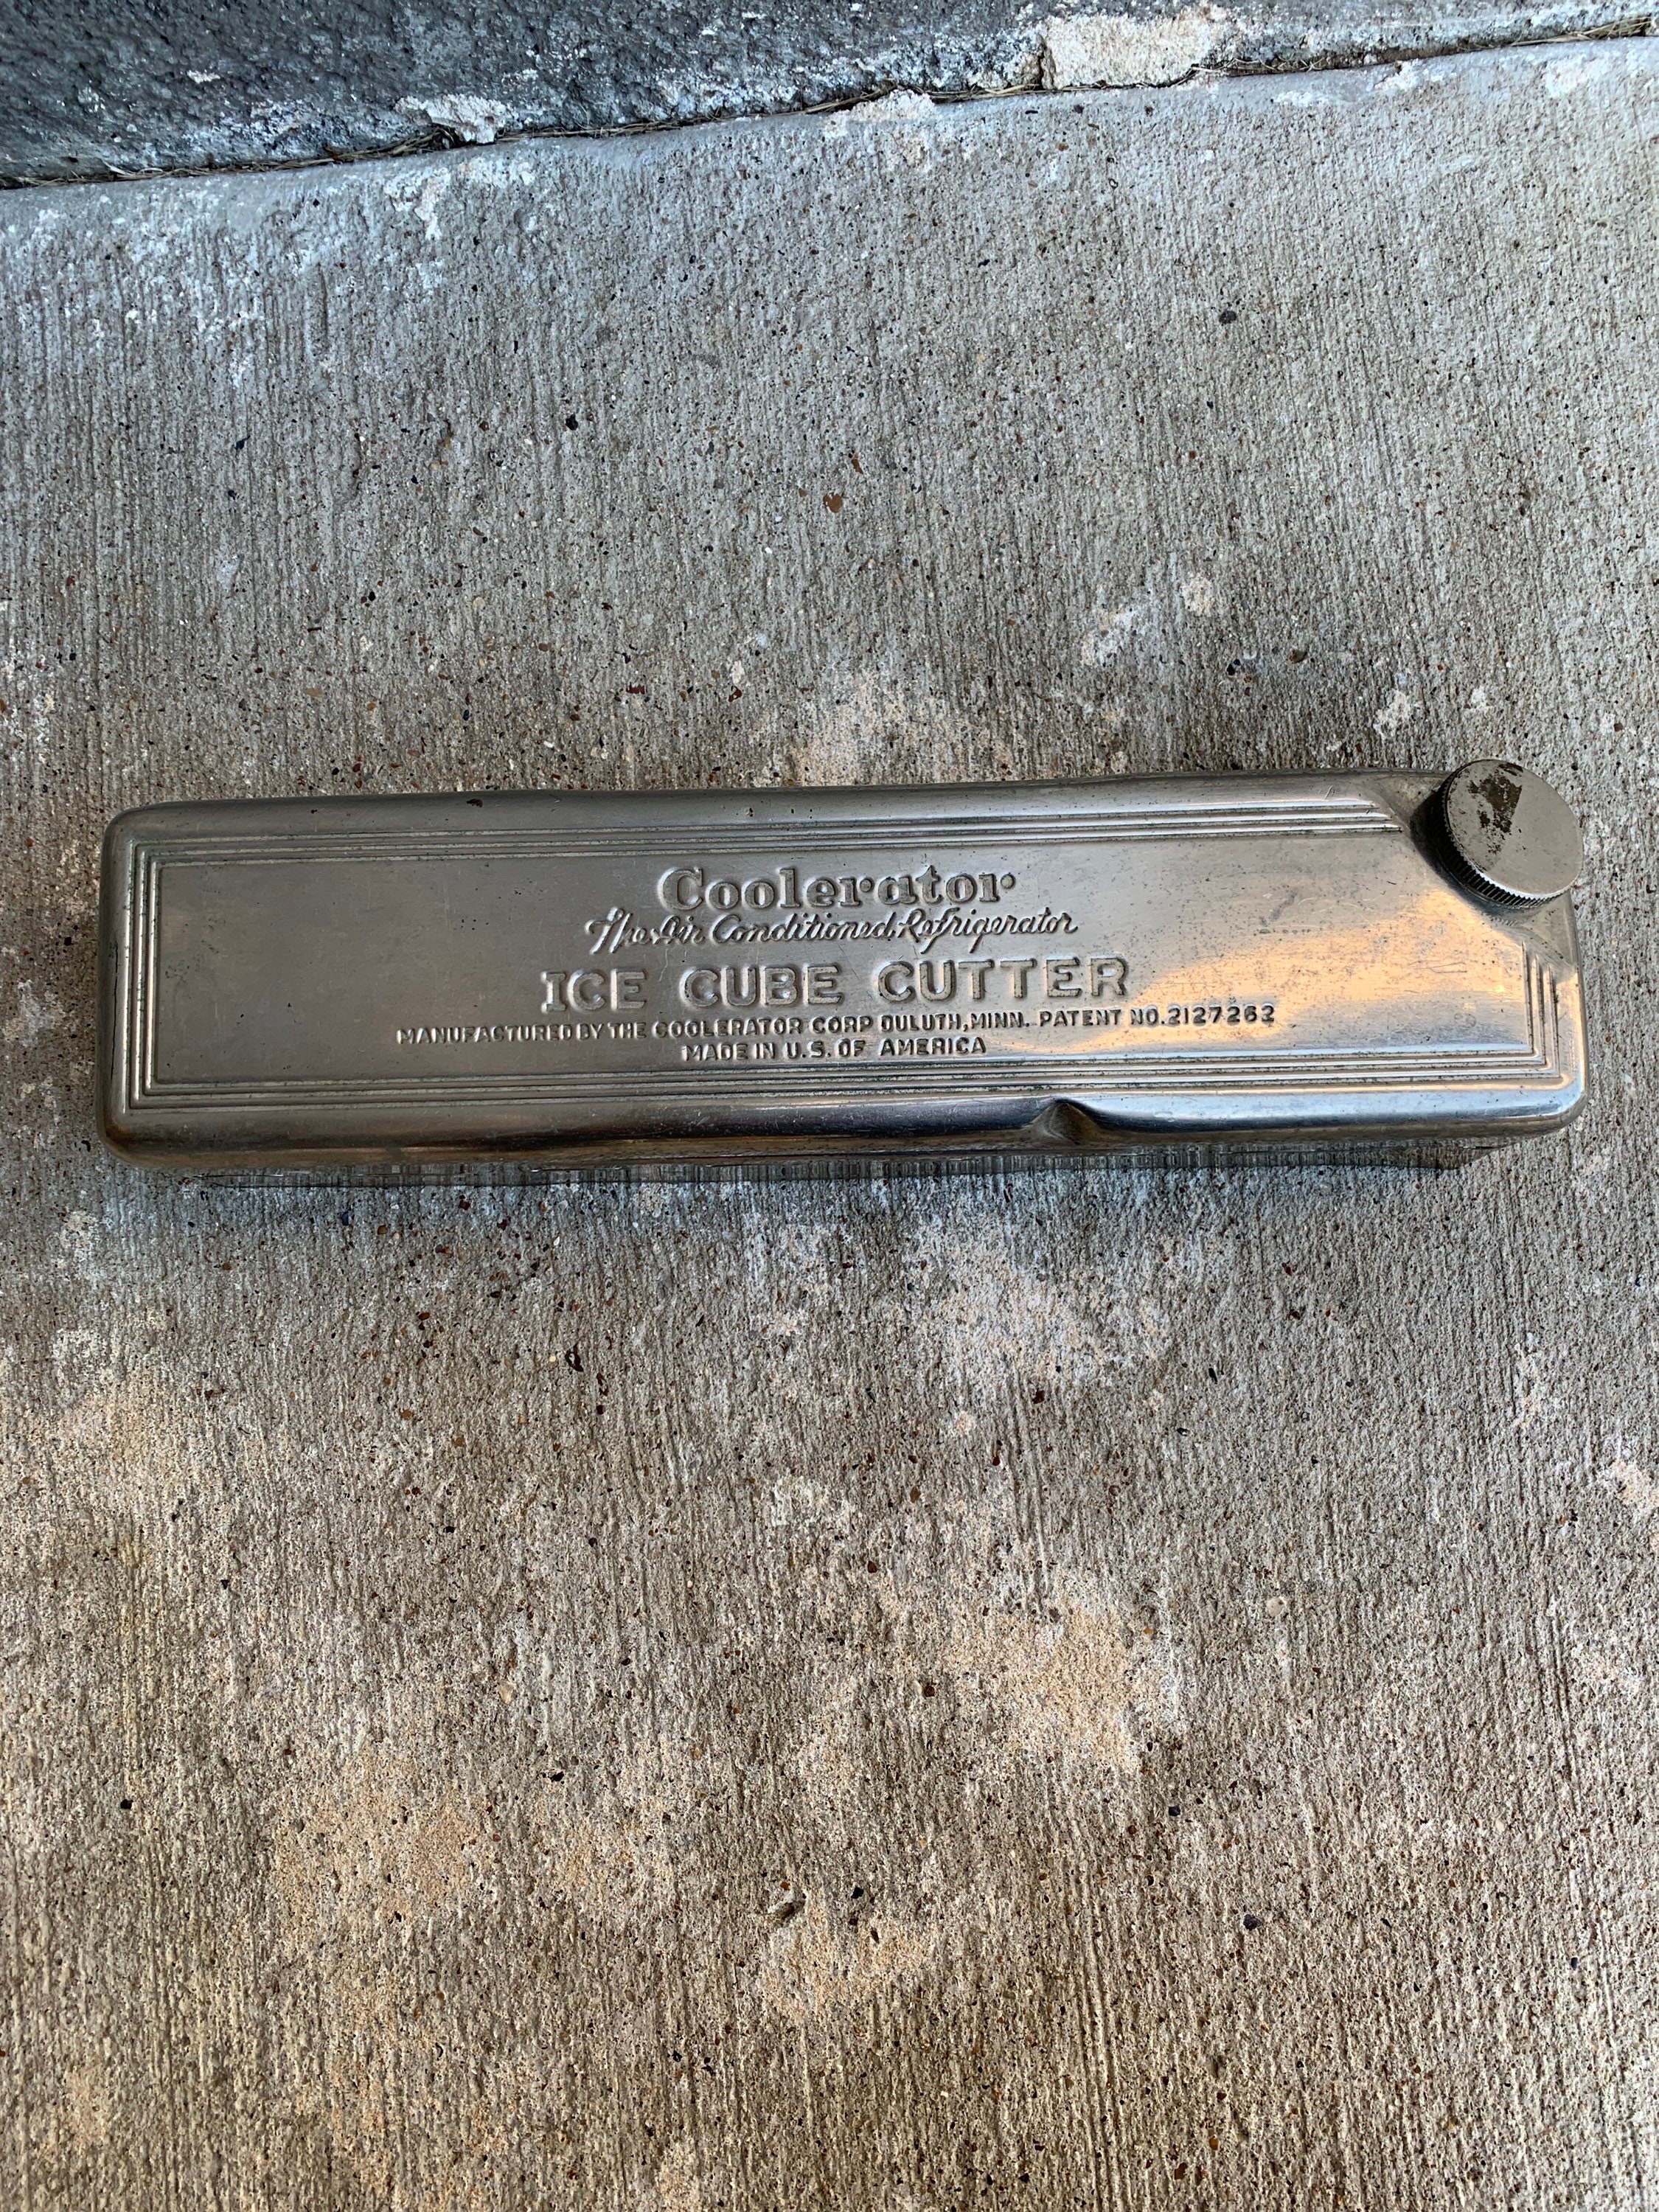 Coolerator
The Air Conditioned Refrigerator
ICE CUBE CUTTER
MANUFACTURED BY THE COOLERATOR CORP DULUTH, MINN. PATENT NO. 2127262
MADE IN U.S. OF AMERICA